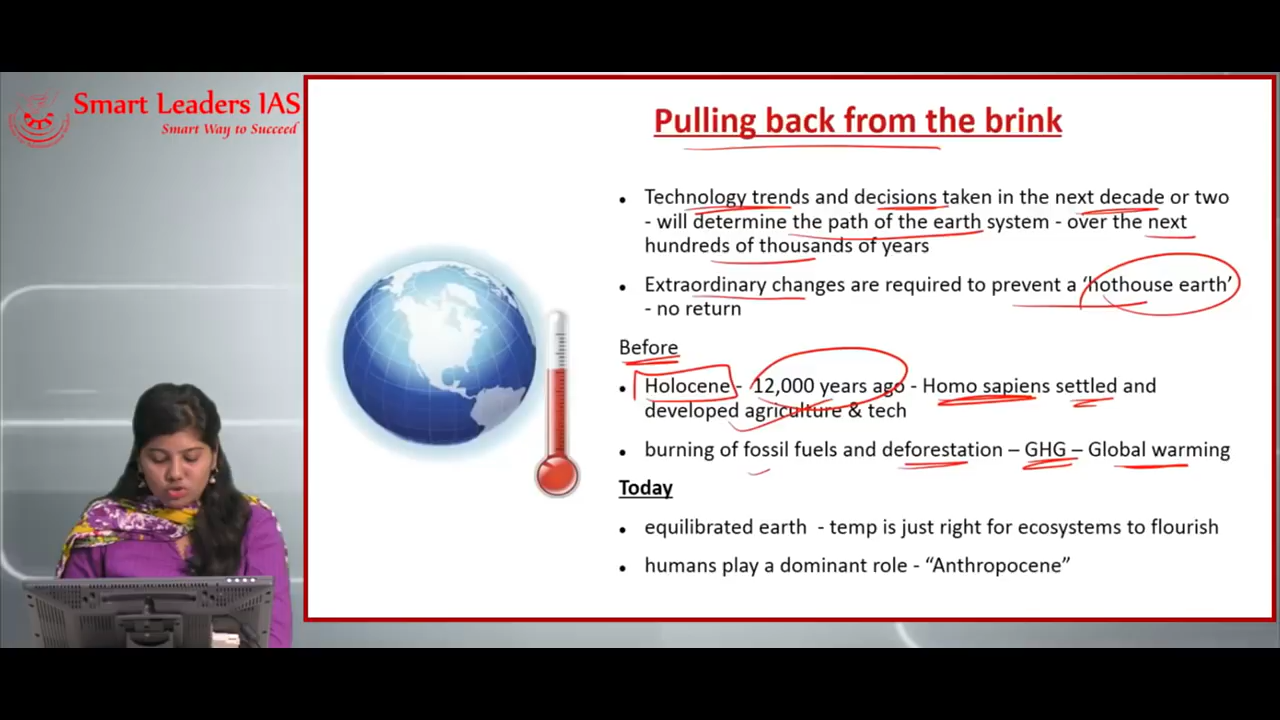 Smart Leaders IAS
Smart Way to Succeed
Pulling back from the brink
• Technology trends and decisions taken in the next decade or two
- will determine the path of the earth system - over the next
hundreds of thousands of years
• Extraordinary changes are required to prevent a ‘hothouse earth’
- no return
Before
• Holocene - 12,000 years ago - Homo sapiens settled and
developed agriculture & tech
• burning of fossil fuels and deforestation – GHG – Global warming
Today
• equilibrated earth - temp is just right for ecosystems to flourish
• humans play a dominant role - “Anthropocene”